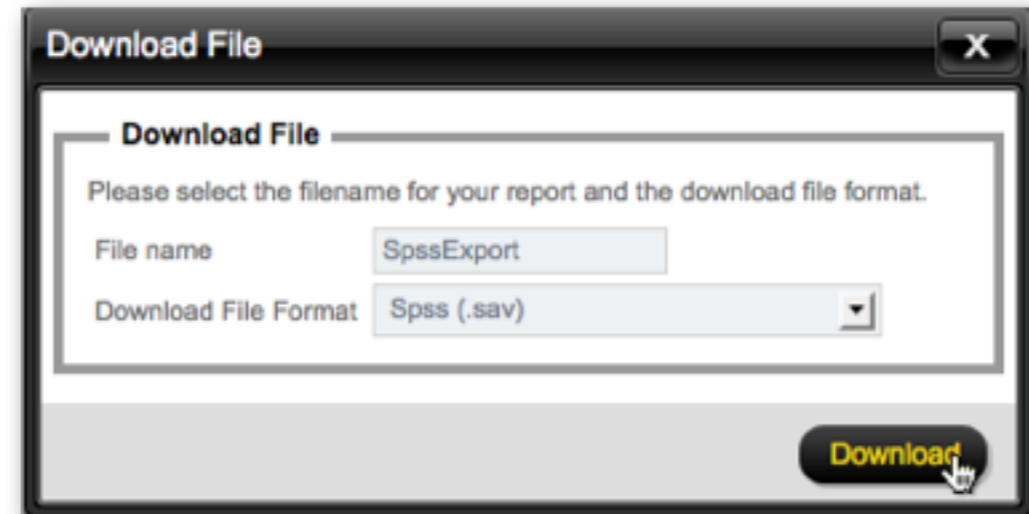 Download File
X
Download File
Please select the filename for your report and the download file format.
File name SpssExport
Download File Format Spss (.sav)
Download